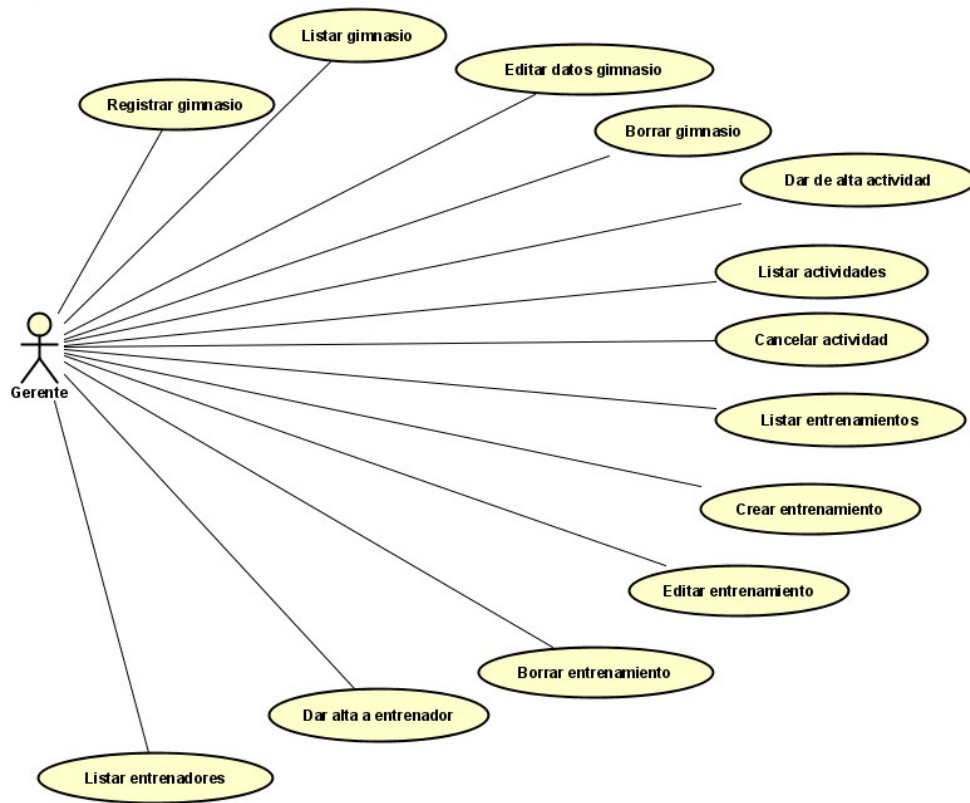 Listar gimnasio
Editar datos gimnasio
Registrar gimnasio
Borrar gimnasio
Dar de alta actividad
Listar actividades
Cancelar actividad
Gerente
Listar entrenamientos
Crear entrenamiento
Editar entrenamiento
Borrar entrenamiento
Dar alta a entrenador
Listar entrenadores